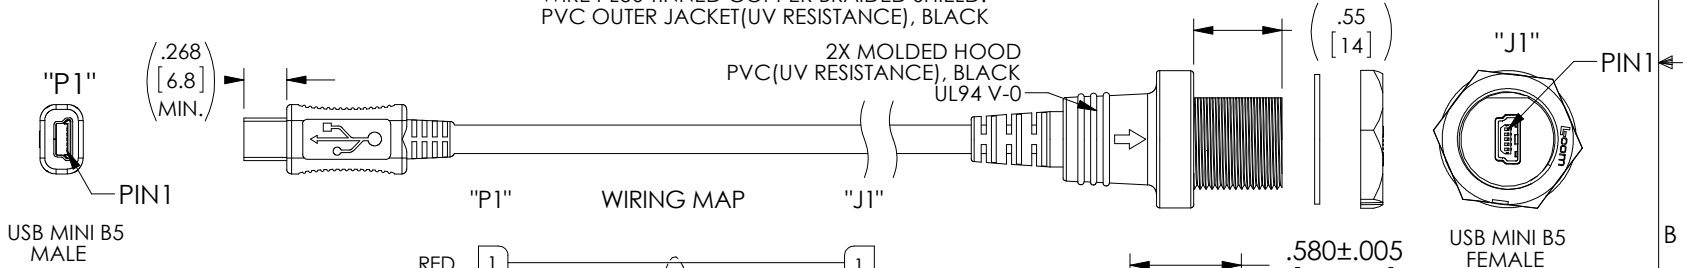 PVC OUTER JACKET(UV RESISTANCE), BLACK
.268
[6.8]
MIN.
"P1"
PIN1
USB MINI B5
MALE
2X MOLDED HOOD
PVC(UV RESISTANCE), BLACK
UL94 V-0
.55
[14]
"J1"
PIN1
L-com
USB MINI B5
FEMALE
B
"P1" WIRING MAP "J1"
RED 1 1
.580±.005